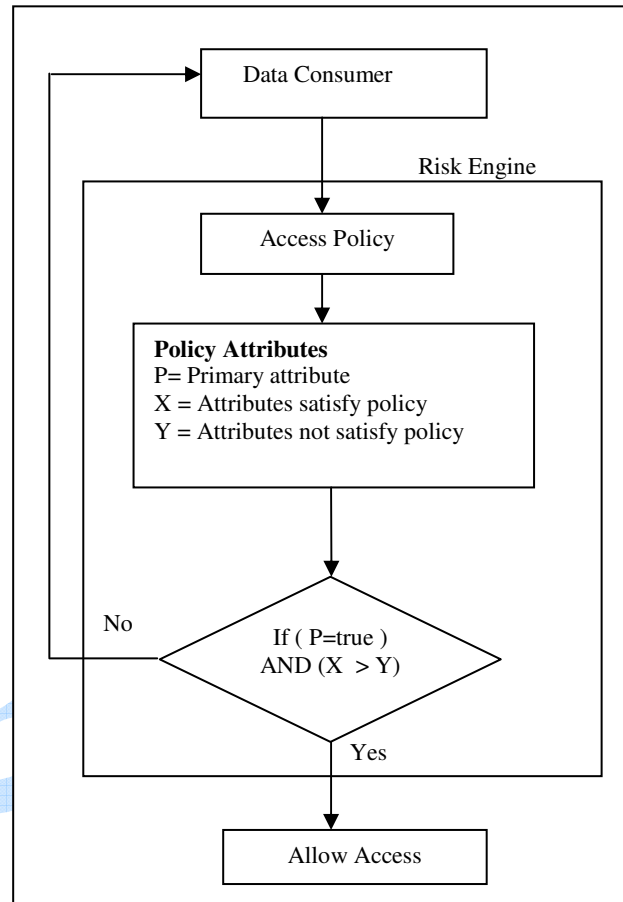 Data Consumer
Risk Engine
Access Policy
Policy Attributes
P= Primary attribute
X = Attributes satisfy policy
Y = Attributes not satisfy policy
No
If ( P=true )
AND (X > Y)
Yes
Allow Access